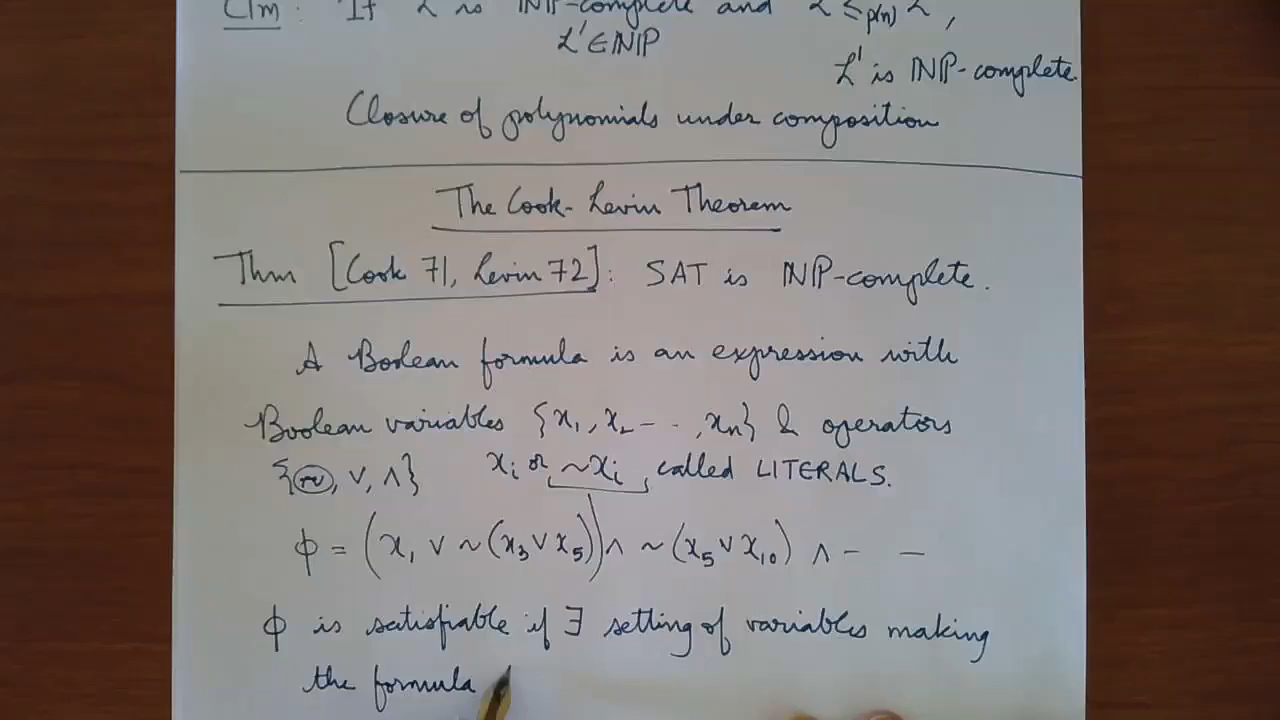 Clm: If L is NP-complete and L ≤p(n) L',
L' ∈ NP
L' is NP-complete
Closure of polynomials under composition
The Cook-Levin Theorem
Thm [Cook 71, Levin 72]: SAT is NP-complete.
A Boolean formula is an expression with
Boolean variables {x₁, x₂ - - , xn} & operators
{~, ∨, ∧} xi or ~xi, called LITERALS.
ϕ = (x₁ ∨ ~(x₃ ∨ x₅)) ∧ ~(x₅ ∨ x₁₀) ∧ - -
ϕ is satisfiable if ∃ setting of variables making
the formula